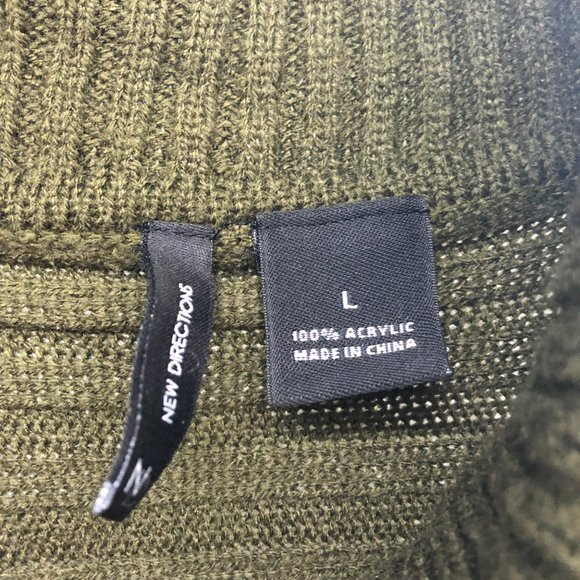 NEW DIRECTIONS
N
L
100% ACRYLIC
MADE IN CHINA